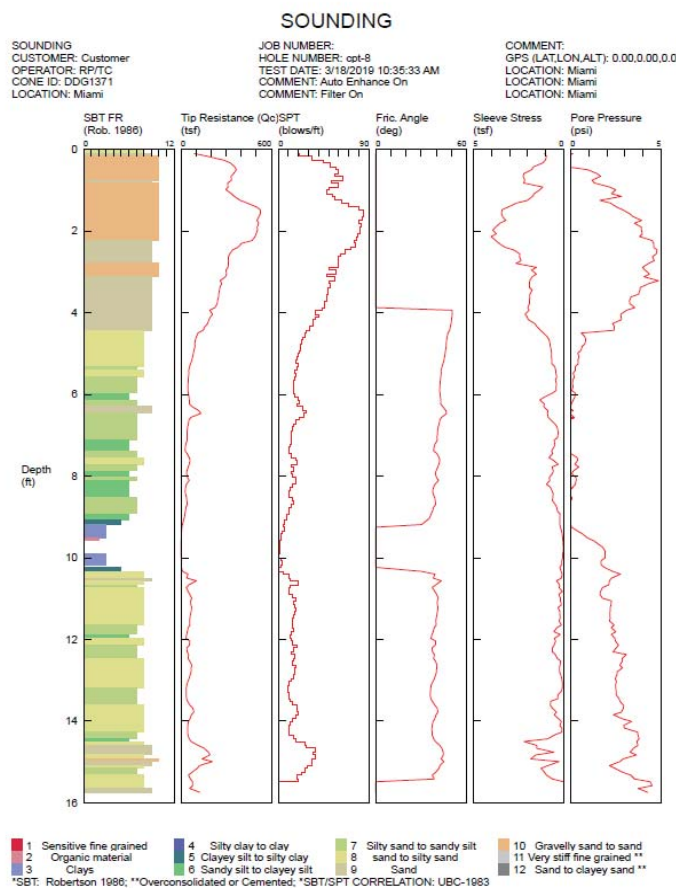 SOUNDING
SOUNDING
CUSTOMER: Customer
OPERATOR: RP/TC
CONE ID: DDG1371
LOCATION: Miami
JOB NUMBER:
HOLE NUMBER: cpt-8
TEST DATE: 3/18/2019 10:35:33 AM
COMMENT: Auto Enhance On
COMMENT: Filter On
COMMENT:
GPS (LAT,LON,ALT): 0.00,0.00,0.0
LOCATION: Miami
LOCATION: Miami
LOCATION: Miami
SBT FR
(Rob. 1986)
0 12
Tip Resistance (Qc)
(tsf)
0 600
SPT
(blows/ft)
0 90
Fric. Angle
(deg)
0 60
Sleeve Stress
(tsf)
5 0
Pore Pressure
(psi)
0 5
0
2
4
6
Depth
(ft)
8
10
12
14
16
1 Sensitive fine grained
2 Organic material
3 Clays
4 Silty clay to clay
5 Clayey silt to silty clay
6 Sandy silt to clayey silt
7 Silty sand to sandy silt
8 sand to silty sand
9 Sand
10 Gravelly sand to sand
11 Very stiff fine grained **
12 Sand to clayey sand **
*SBT: Robertson 1986; **Overconsolidated or Cemented; *SBT/SPT CORRELATION: UBC-1983